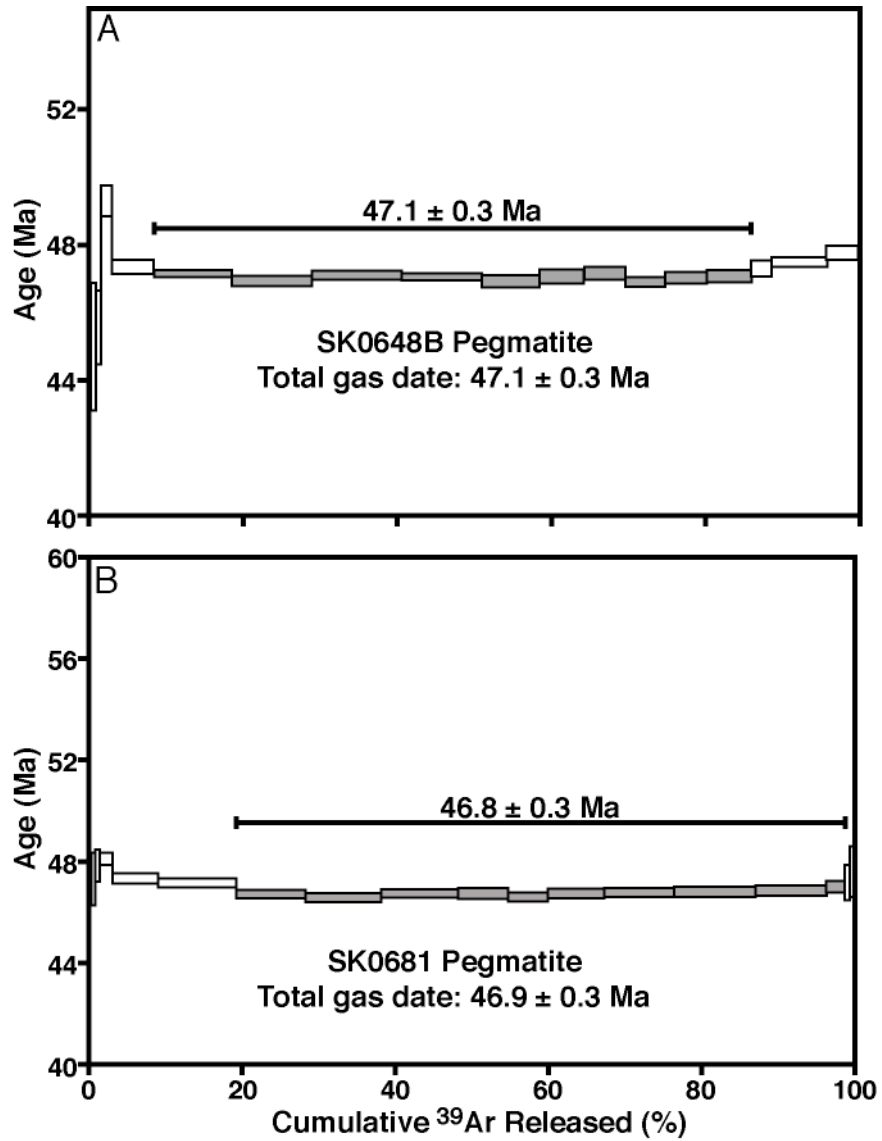 A
52
48
44
40
Age (Ma)
47.1 ± 0.3 Ma
SK0648B Pegmatite
Total gas date: 47.1 ± 0.3 Ma
B
60
56
52
48
44
40
Age (Ma)
46.8 ± 0.3 Ma
SK0681 Pegmatite
Total gas date: 46.9 ± 0.3 Ma
0 20 40 60 80 100
Cumulative ³⁹Ar Released (%)